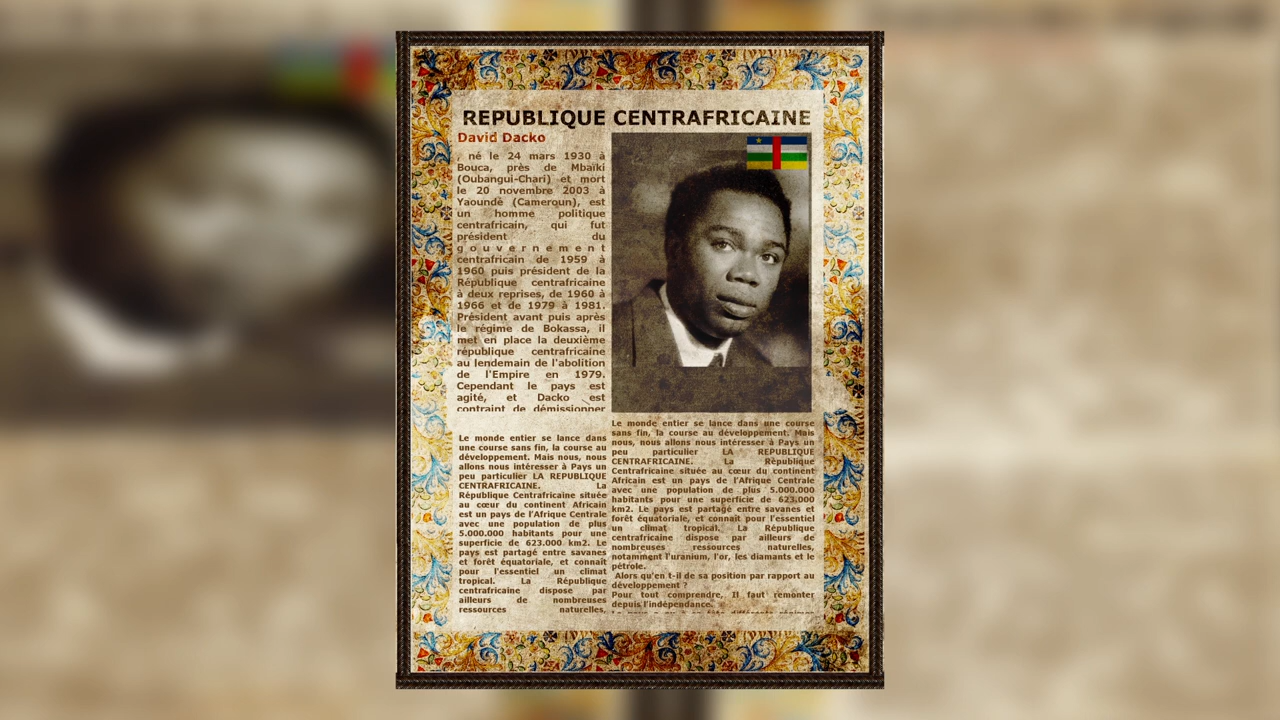 REPUBLIQUE CENTRAFRICAINE
David Dacko
, né le 24 mars 1930 à
Bouca, près de Mbaïki
(Oubangui-Chari) et mort
le 20 novembre 2003 à
Yaoundé (Cameroun), est
un homme politique
centrafricain, qui fut
président du
gouvernement
centrafricain de 1959 à
1960 puis président de la
République centrafricaine
à deux reprises, de 1960 à
1966 et de 1979 à 1981.
Président avant puis après
le régime de Bokassa, il
met en place la deuxième
république centrafricaine
au lendemain de l'abolition
de l'Empire en 1979.
Cependant le pays est
agité, et Dacko est
contraint de démissionner
Le monde entier se lance dans
une course sans fin, la course au
développement. Mais nous, nous
allons nous intéresser à Pays un
peu particulier LA REPUBLIQUE
CENTRAFRICAINE. La
République Centrafricaine située
au cœur du continent Africain
est un pays de l'Afrique Centrale
avec une population de plus
5.000.000 habitants pour une
superficie de 623.000 km2. Le
pays est partagé entre savanes
et forêt équatoriale, et connait
pour l'essentiel un climat
tropical. La République
centrafricaine dispose par
ailleurs de nombreuses
ressources naturelles,
Le monde entier se lance dans une course
sans fin, la course au développement. Mais
nous, nous allons nous intéresser à Pays un
peu particulier LA REPUBLIQUE
CENTRAFRICAINE. La République
Centrafricaine située au cœur du continent
Africain est un pays de l'Afrique Centrale
avec une population de plus 5.000.000
habitants pour une superficie de 623.000
km2. Le pays est partagé entre savanes et
forêt équatoriale, et connait pour l'essentiel
un climat tropical. La République
centrafricaine dispose par ailleurs de
nombreuses ressources naturelles,
notamment l'uranium, l'or, les diamants et le
pétrole.
Alors qu'en t-il de sa position par rapport au
développement ?
Pour tout comprendre, Il faut remonter
depuis l'indépendance.